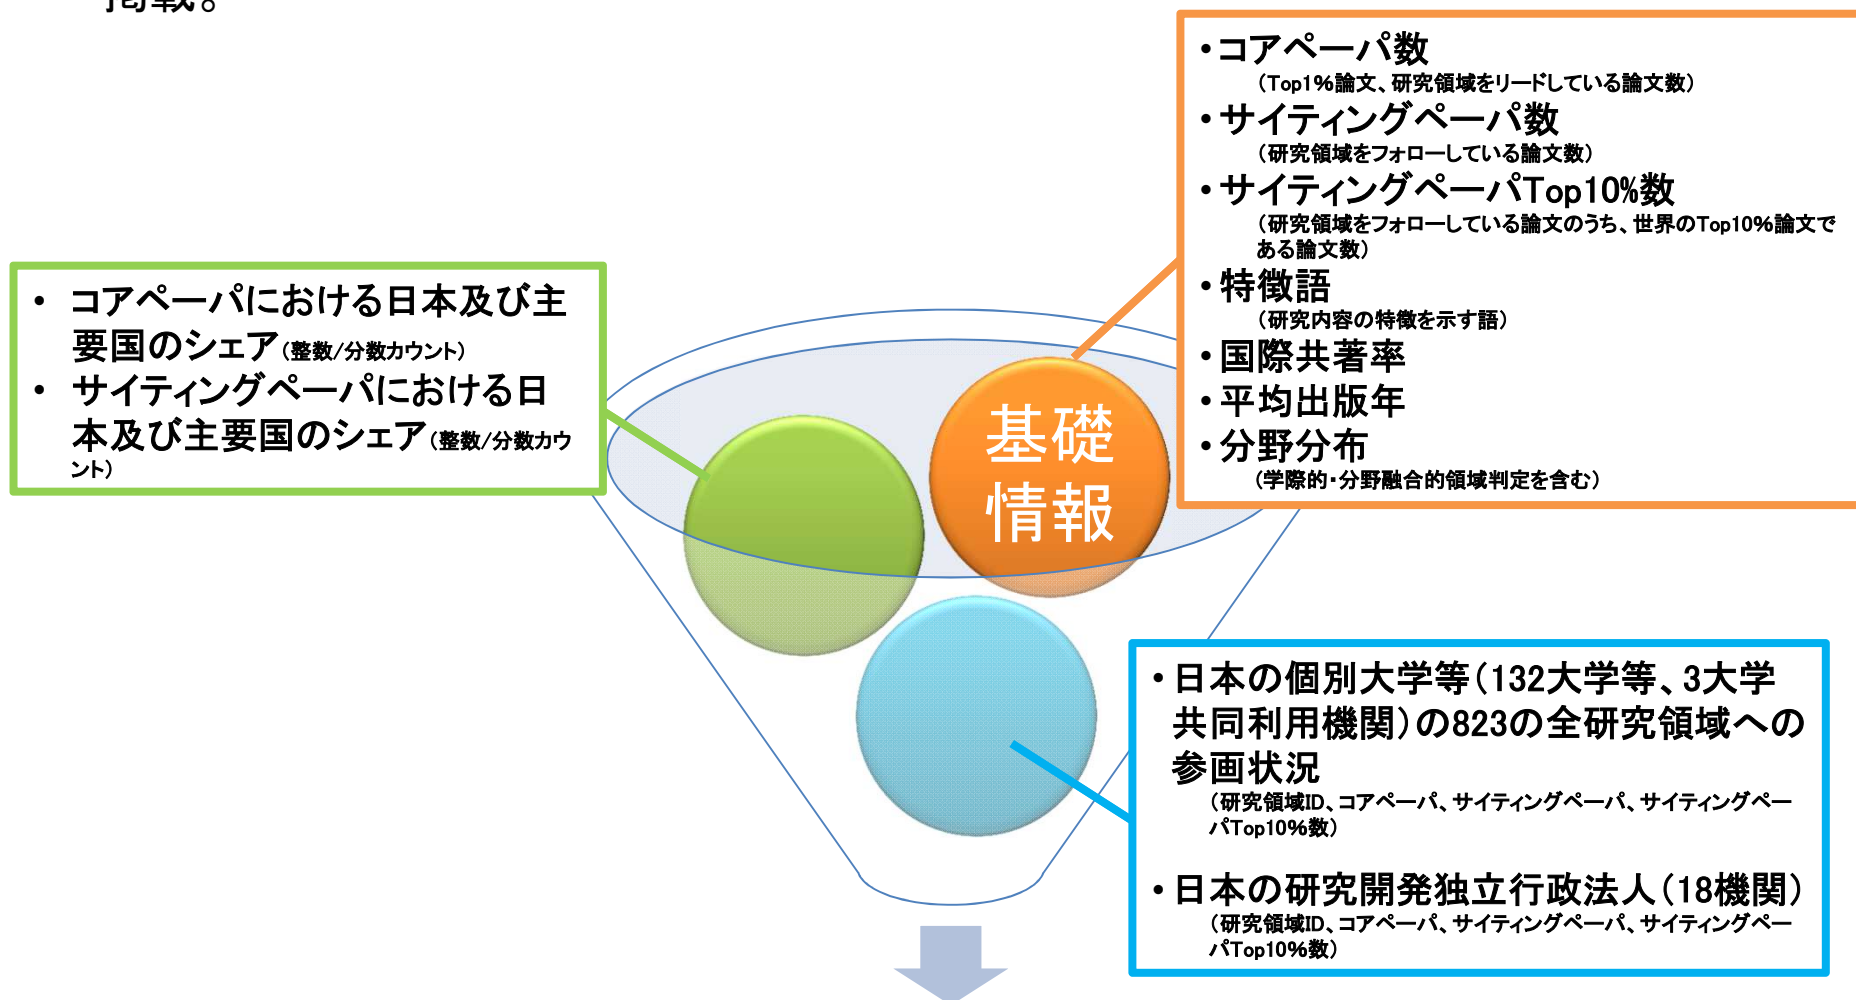 掲載。
・コアペーパ数
（Top1%論文、研究領域をリードしている論文数）
・サイティングペーパ数
（研究領域をフォローしている論文数）
・サイティングペーパTop10%数
（研究領域をフォローしている論文のうち、世界のTop10%論文で
ある論文数）
・特徴語
（研究内容の特徴を示す語）
・国際共著率
・平均出版年
・分野分布
（学際的・分野融合的領域判定を含む）
• コアペーパにおける日本及び主
要国のシェア（整数/分数カウント）
• サイティングペーパにおける日
本及び主要国のシェア（整数/分数カウ
ント）
基礎
情報
・日本の個別大学等（132大学等、3大学
共同利用機関）の823の全研究領域への
参画状況
（研究領域ID、コアペーパ、サイティングペーパ、サイティングペー
パTop10%数）
・日本の研究開発独立行政法人（18機関）
（研究領域ID、コアペーパ、サイティングペーパ、サイティングペー
パTop10%数）